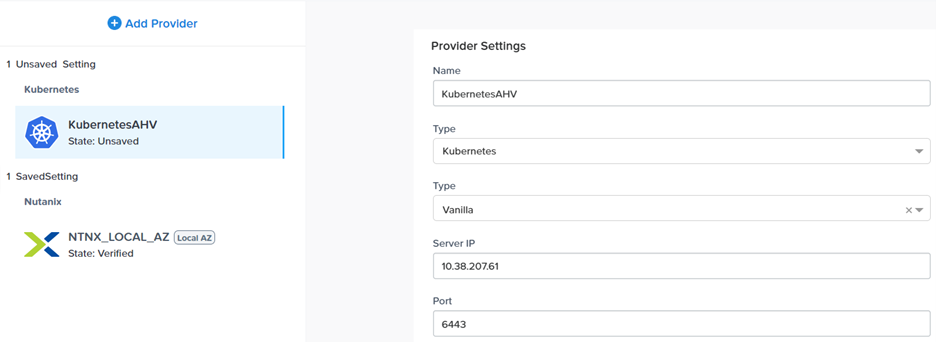 Add Provider
1 Unsaved Setting
Kubernetes
KubernetesAHV
State: Unsaved
1 SavedSetting
Nutanix
NTNX_LOCAL_AZ Local AZ
State: Verified
Provider Settings
Name
KubernetesAHV
Type
Kubernetes
Type
Vanilla
Server IP
10.38.207.61
Port
6443